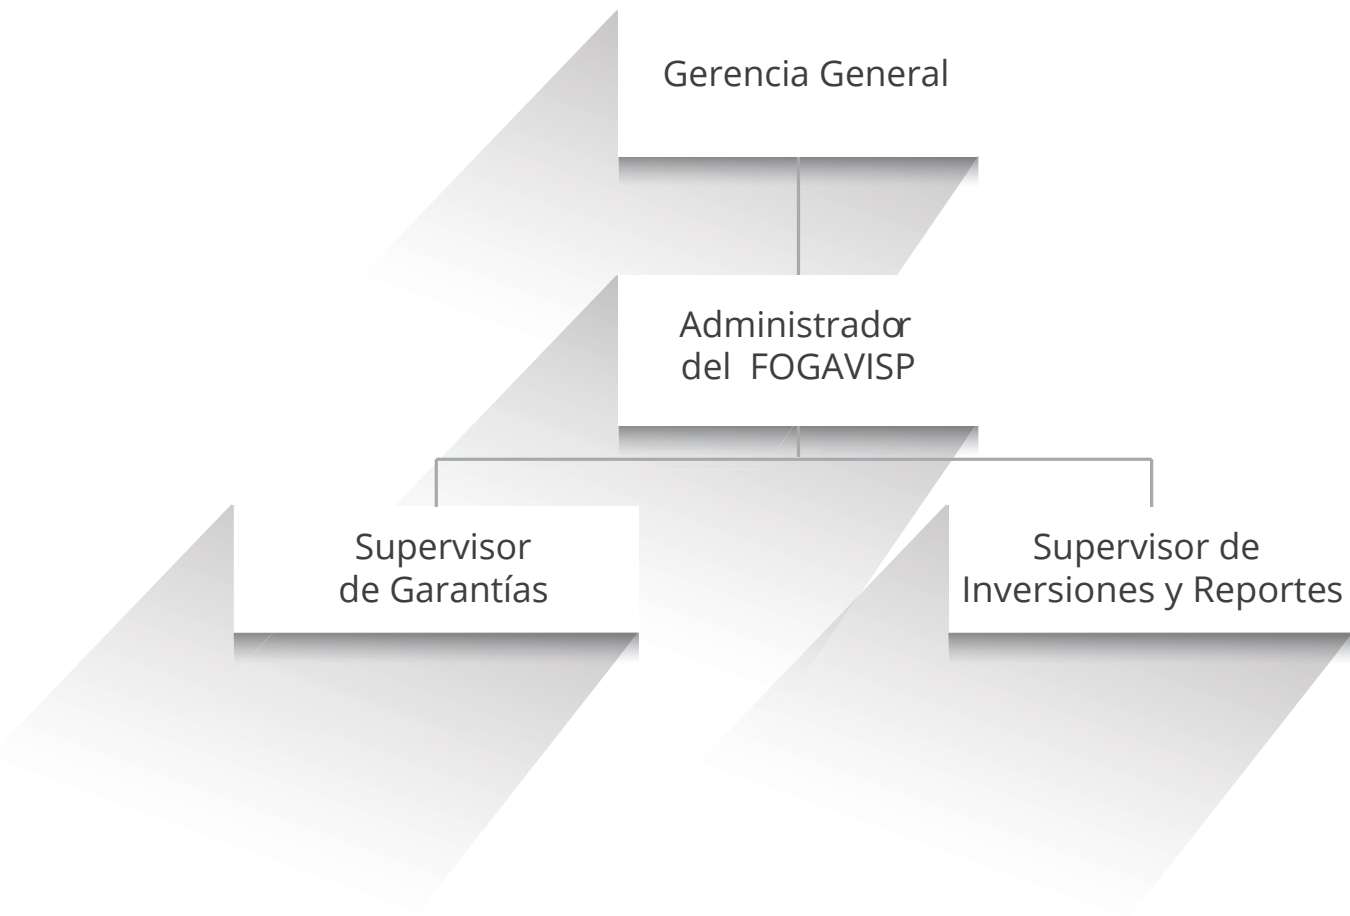 Gerencia General
Administrador
del FOGAVISP
Supervisor
de Garantías
Supervisor de
Inversiones y Reportes